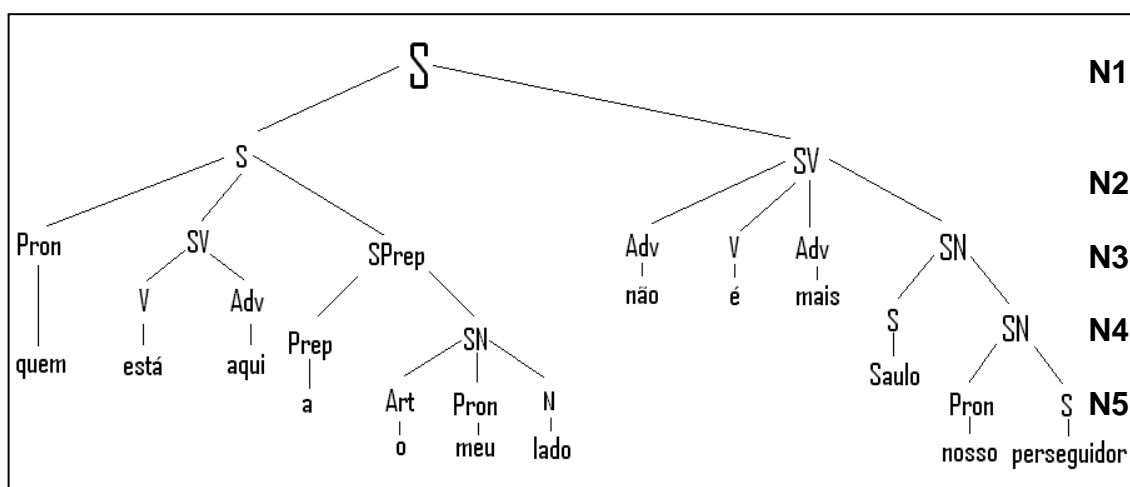 S N1
S SV N2
Pron SV SPrep Adv V Adv SN N3
não é mais
V Adv Prep SN S SN N4
quem está aqui Saulo
a Art Pron N Pron S N5
o meu lado nosso perseguidor